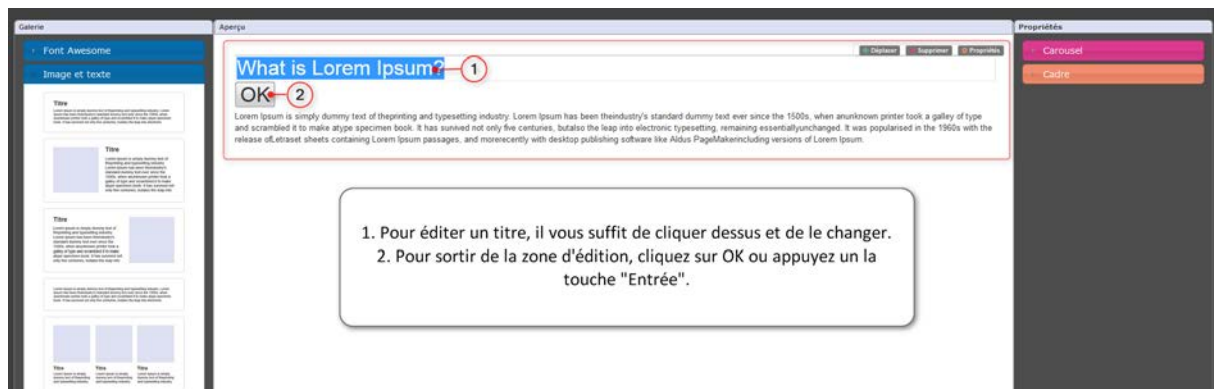 Galerie
Aperçu
Propriétés
Font Awesome
Image et texte
Déplacer
Supprimer
Propriétés
Carousel
Cadre
What is Lorem Ipsum?
1
OK
2
Lorem Ipsum is simply dummy text of theprinting and typesetting industry. Lorem Ipsum has been theindustry's standard dummy text ever since the 1500s, when anunknown printer took a galley of type
and scrambled it to make atype specimen book. It has survived not only five centuries, butalso the leap into electronic typesetting, remaining essentiallyunchanged. It was popularised in the 1960s with the
release ofLetraset sheets containing Lorem Ipsum passages, and morerecently with desktop publishing software like Aldus PageMakerincluding versions of Lorem Ipsum.
Titre
Titre
Titre
Titre
Titre
Titre
1. Pour éditer un titre, il vous suffit de cliquer dessus et de le changer.
2. Pour sortir de la zone d'édition, cliquez sur OK ou appuyez un la
touche "Entrée".